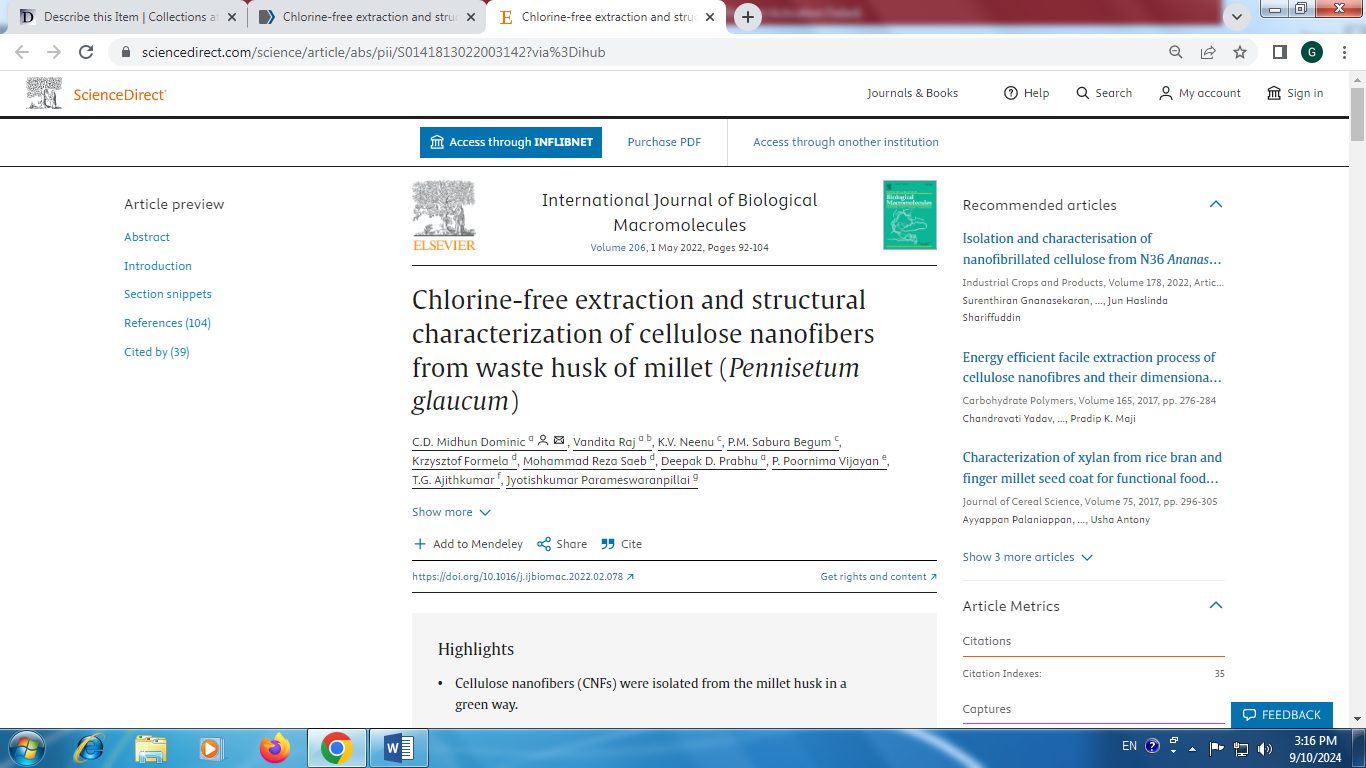 Describe this Item | Collections at
Chlorine-free extraction and struc
Chlorine-free extraction and struc
sciencedirect.com/science/article/abs/pii/S0141813022003142?via%3Dihub
G
ScienceDirect
Journals & Books
Help
Search
My account
Sign in
Access through INFLIBNET
Purchase PDF
Access through another institution
Article preview
Abstract
Introduction
Section snippets
References (104)
Cited by (39)
ELSEVIER
International Journal of Biological
Macromolecules
Volume 206, 1 May 2022, Pages 92-104
Biological
Macromolecules
Chlorine-free extraction and structural
characterization of cellulose nanofibers
from waste husk of millet (Pennisetum
glaucum)
C.D. Midhun Dominic a, Vandita Raj a b, K.V. Neenu c, P.M. Sabura Begum c,
Krzysztof Formela d, Mohammad Reza Saeb d, Deepak D. Prabhu a, P. Poornima Vijayan e,
T.G. Ajithkumar f, Jyotishkumar Parameswaranpillai g
Show more
Add to Mendeley
Share
Cite
https://doi.org/10.1016/j.ijbiomac.2022.02.078
Get rights and content
Highlights
• Cellulose nanofibers (CNFs) were isolated from the millet husk in a
green way.
Recommended articles
Isolation and characterisation of
nanofibrillated cellulose from N36 Ananas...
Industrial Crops and Products, Volume 178, 2022, Artic...
Surenthiran Gnanasekaran, ..., Jun Haslinda
Shariffuddin
Energy efficient facile extraction process of
cellulose nanofibres and their dimensiona...
Carbohydrate Polymers, Volume 165, 2017, pp. 276-284
Chandravati Yadav, ..., Pradip K. Maji
Characterization of xylan from rice bran and
finger millet seed coat for functional food...
Journal of Cereal Science, Volume 75, 2017, pp. 296-305
Ayyappan Palaniappan, ..., Usha Antony
Show 3 more articles
Article Metrics
Citations
Citation Indexes: 35
Captures
FEEDBACK
EN
3:16 PM
9/10/2024